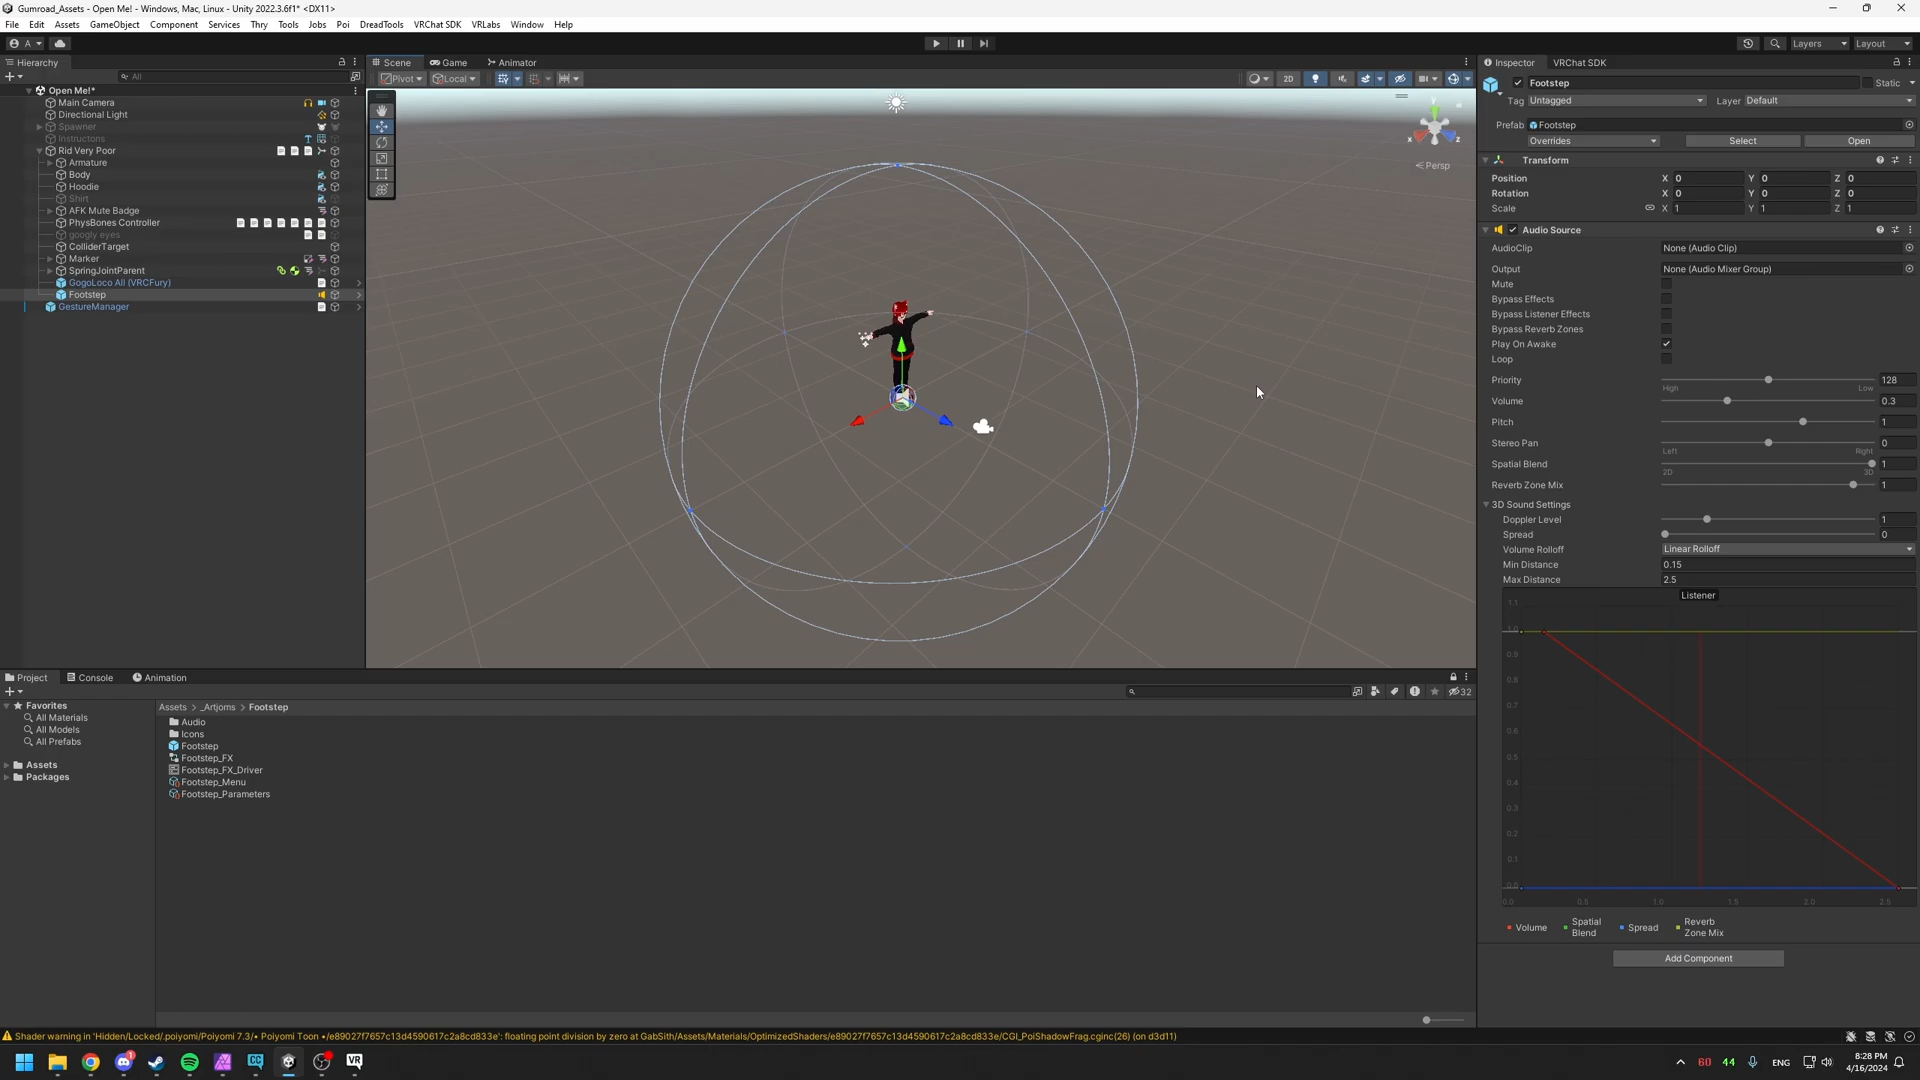 Gumroad_Assets - Open Me! - Windows, Mac, Linux - Unity 2022.3.6f1* <DX11>
File Edit Assets GameObject Component Services Thry Tools Jobs Poi DreadTools VRChat SDK VRLabs Window Help
A Layers Layout
Hierarchy
All
Open Me!*
Main Camera
Directional Light
Spawner
Instructons
Rid Very Poor
Armature
Body
Hoodie
Shirt
AFK Mute Badge
PhysBones Controller
googly eyes
ColliderTarget
Marker
SpringJointParent
GogoLoco All (VRCFury)
Footstep
GestureManager
Scene Game Animator
Pivot Local 2D
y
x z
< Persp
Inspector VRChat SDK
Footstep Static
Tag Untagged Layer Default
Prefab Footstep
Overrides Select Open
Transform
Position X 0 Y 0 Z 0
Rotation X 0 Y 0 Z 0
Scale X 1 Y 1 Z 1
Audio Source
AudioClip None (Audio Clip)
Output None (Audio Mixer Group)
Mute
Bypass Effects
Bypass Listener Effects
Bypass Reverb Zones
Play On Awake
Loop
Priority 128
High Low
Volume 0.3
Pitch 1
Stereo Pan 0
Left Right
Spatial Blend 1
2D 3D
Reverb Zone Mix 1
3D Sound Settings
Doppler Level 1
Spread 0
Volume Rolloff Linear Rolloff
Min Distance 0.15
Max Distance 2.5
Listener
1.1
1.0
0.9
0.8
0.7
0.6
0.5
0.4
0.3
0.2
0.1
0.0
0.0 0.5 1.0 1.5 2.0 2.5
Volume Spatial Blend Spread Reverb Zone Mix
Add Component
Project Console Animation
32
Favorites
All Materials
All Models
All Prefabs
Assets
Packages
Assets > _Artjoms > Footstep
Audio
Icons
Footstep
Footstep_FX
Footstep_FX_Driver
Footstep_Menu
Footstep_Parameters
Shader warning in 'Hidden/Locked/.poiyomi/Poiyomi 7.3/• Poiyomi Toon •/e89027f7657c13d4590617c2a8cd833e': floating point division by zero at GabSith/Assets/Materials/OptimizedShaders/e89027f7657c13d4590617c2a8cd833e/CGI_PoiShadowFrag.cginc(26) (on d3d11)
1 CC VR 60 44 ENG 8:28 PM
4/16/2024